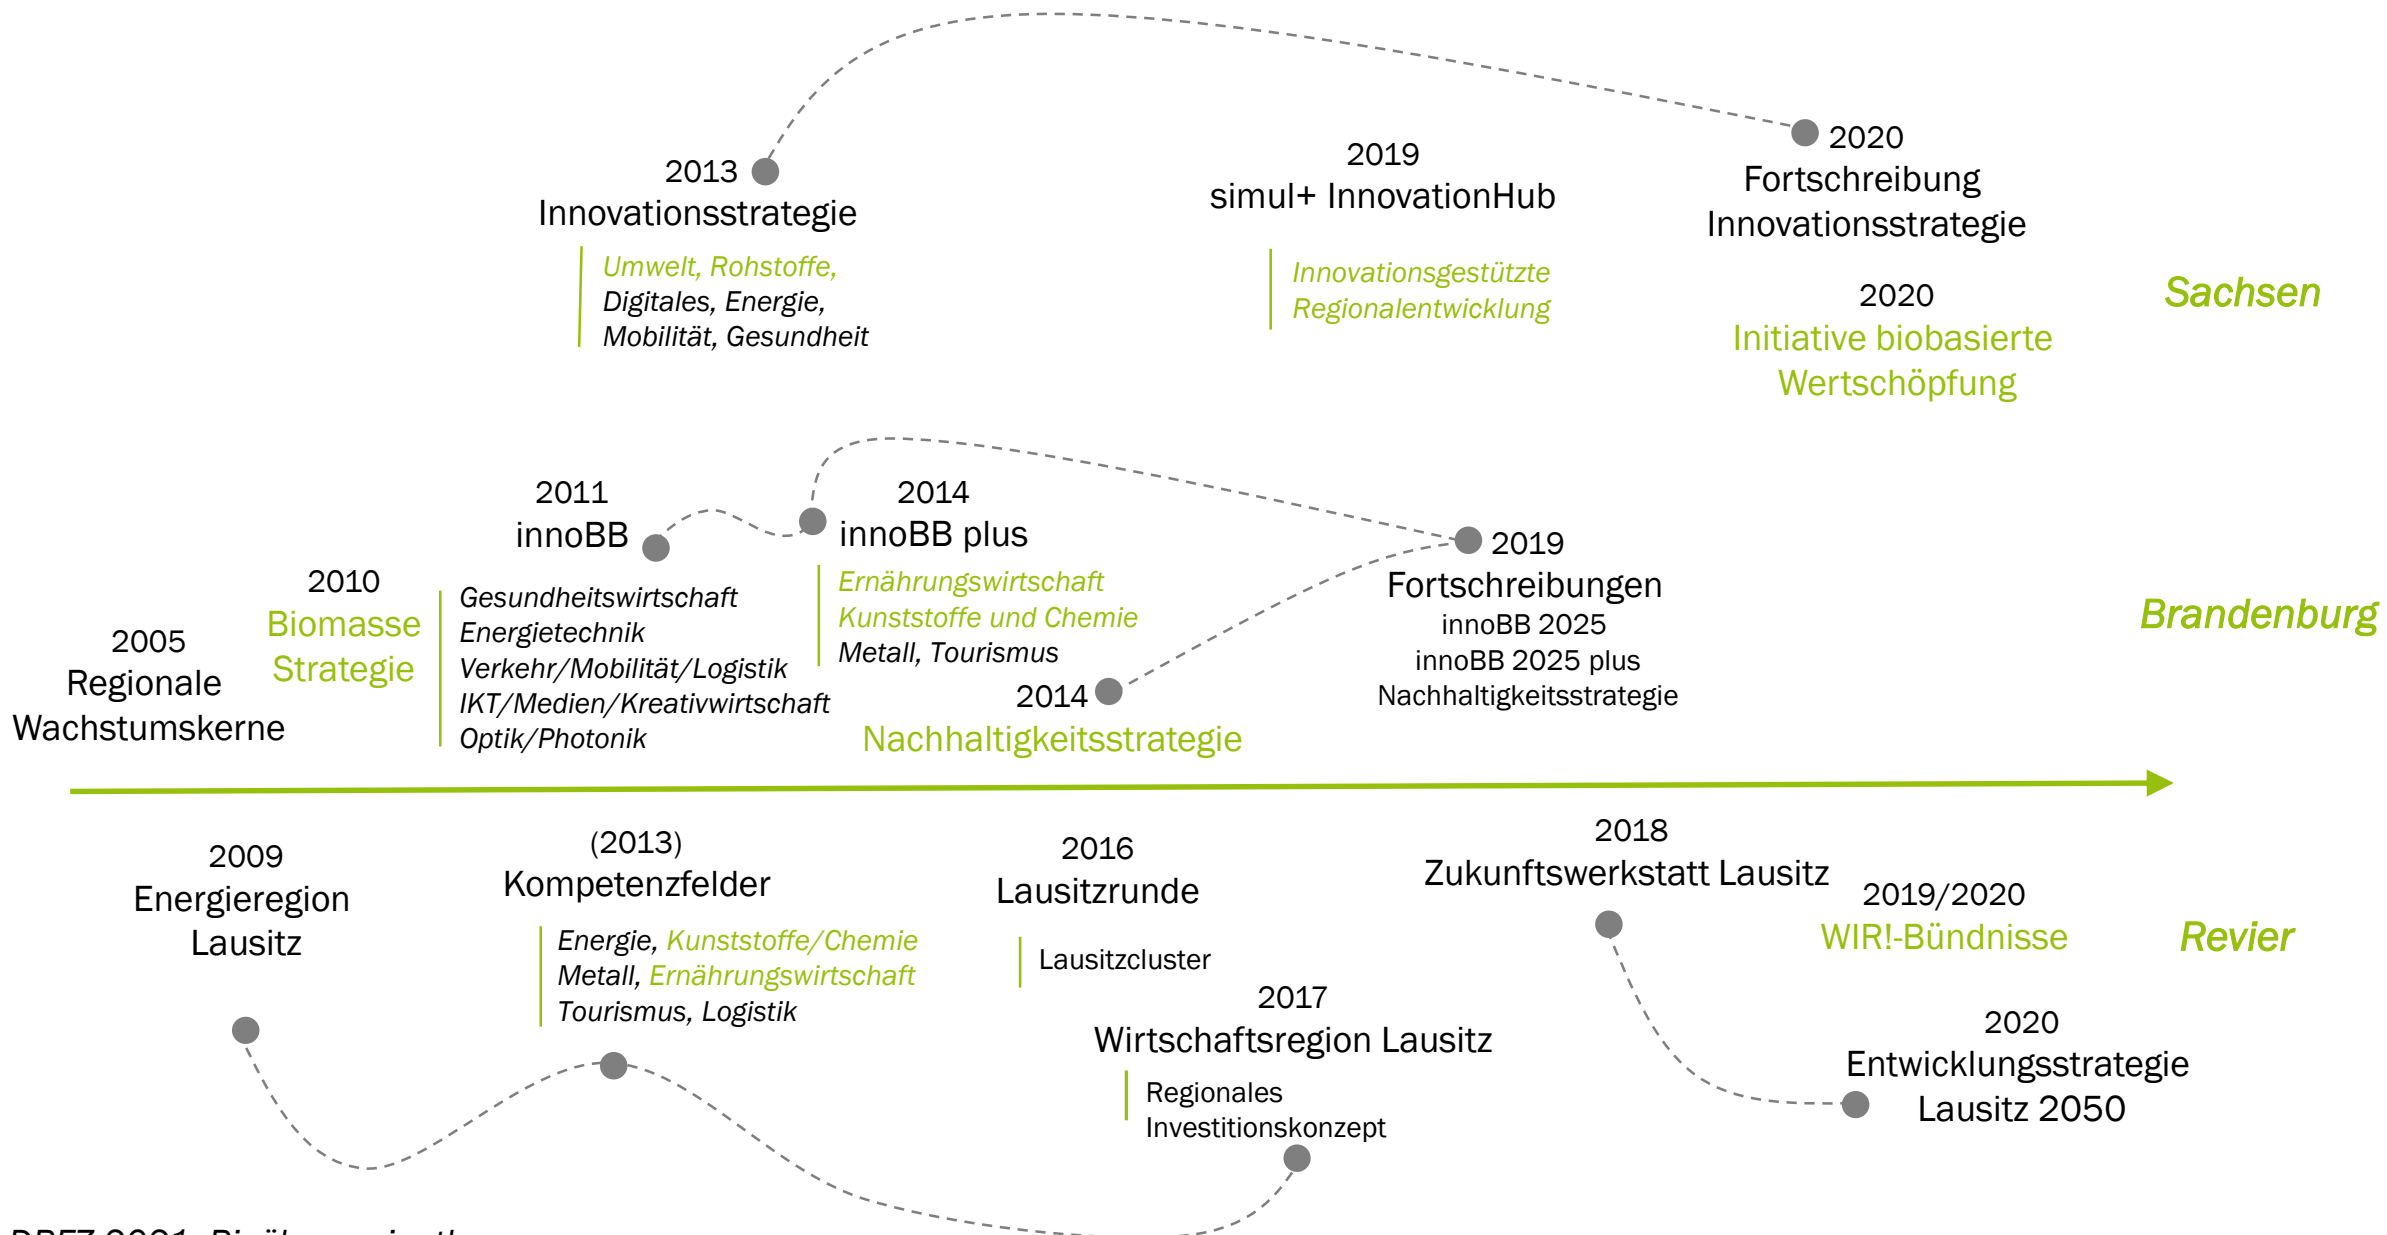 2013
Innovationsstrategie
Umwelt, Rohstoffe,
Digitales, Energie,
Mobilität, Gesundheit
2019
simul+ InnovationHub
Innovationsgestützte
Regionalentwicklung
2020
Fortschreibung
Innovationsstrategie
2020
Initiative biobasierte
Wertschöpfung
Sachsen
2005
Regionale
Wachstumskerne
2010
Biomasse
Strategie
2011
innoBB
Gesundheitswirtschaft
Energietechnik
Verkehr/Mobilität/Logistik
IKT/Medien/Kreativwirtschaft
Optik/Photonik
2014
innoBB plus
Ernährungswirtschaft
Kunststoffe und Chemie
Metall, Tourismus
2014
Nachhaltigkeitsstrategie
2019
Fortschreibungen
innoBB 2025
innoBB 2025 plus
Nachhaltigkeitsstrategie
Brandenburg
2009
Energieregion
Lausitz
(2013)
Kompetenzfelder
Energie, Kunststoffe/Chemie
Metall, Ernährungswirtschaft
Tourismus, Logistik
2016
Lausitzrunde
Lausitzcluster
2017
Wirtschaftsregion Lausitz
Regionales
Investitionskonzept
2018
Zukunftswerkstatt Lausitz
2019/2020
WIR!-Bündnisse
2020
Entwicklungsstrategie
Lausitz 2050
Revier